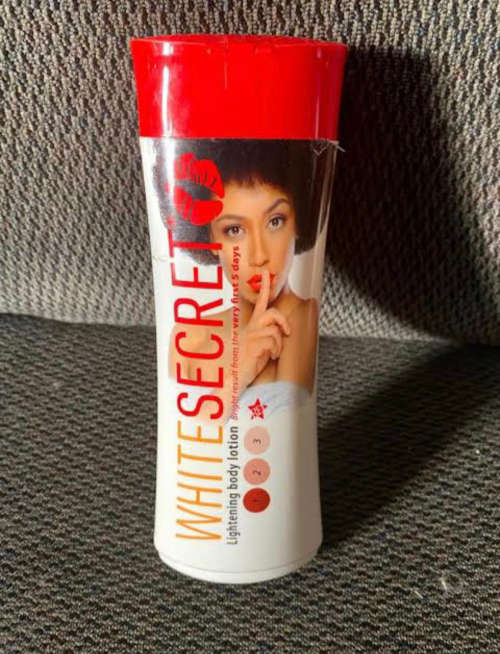 WHITESECRET
Lightening body lotion
Bright result from the very first 5 days
1 2 3